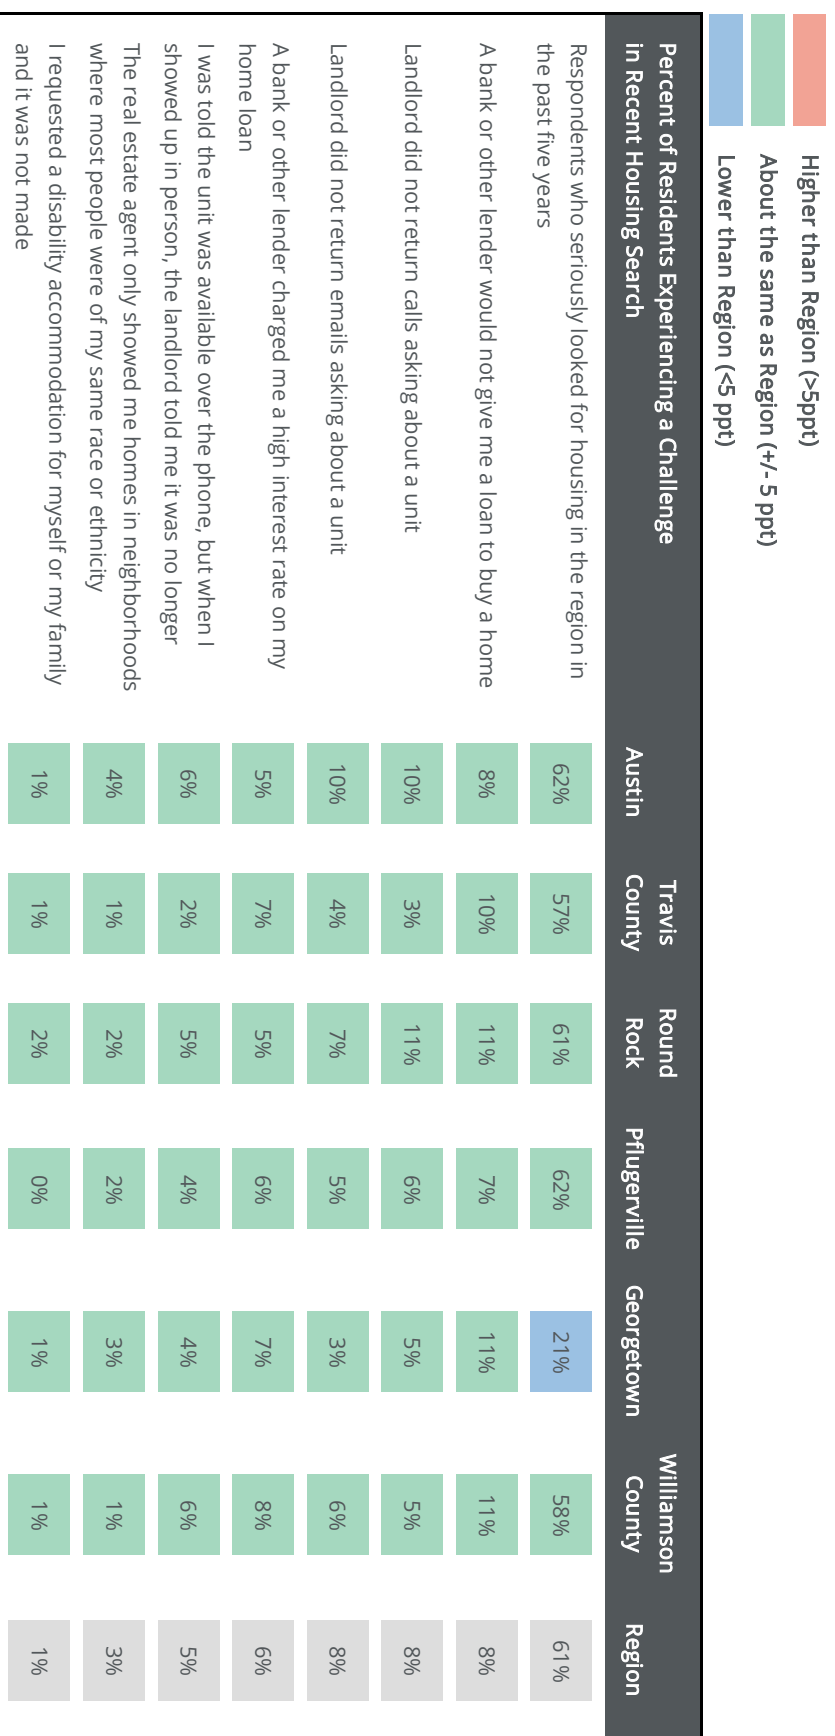 Higher than Region (>5ppt)
About the same as Region (+/- 5 ppt)
Lower than Region (<5 ppt)
Percent of Residents Experiencing a Challenge
in Recent Housing Search
Austin
Travis
County
Round
Rock
Pflugerville
Georgetown
Williamson
County
Region
Respondents who seriously looked for housing in the region in
the past five years
62% 57% 61% 62% 21% 58% 61%
A bank or other lender would not give me a loan to buy a home
8% 10% 11% 7% 11% 11% 8%
Landlord did not return calls asking about a unit
10% 3% 11% 6% 5% 5% 8%
Landlord did not return emails asking about a unit
10% 4% 7% 5% 3% 6% 8%
A bank or other lender charged me a high interest rate on my
home loan
5% 7% 5% 6% 7% 8% 6%
I was told the unit was available over the phone, but when I
showed up in person, the landlord told me it was no longer
6% 2% 5% 4% 4% 6% 5%
The real estate agent only showed me homes in neighborhoods
where most people were of my same race or ethnicity
4% 1% 2% 2% 3% 1% 3%
I requested a disability accommodation for myself or my family
and it was not made
1% 1% 2% 0% 1% 1% 1%